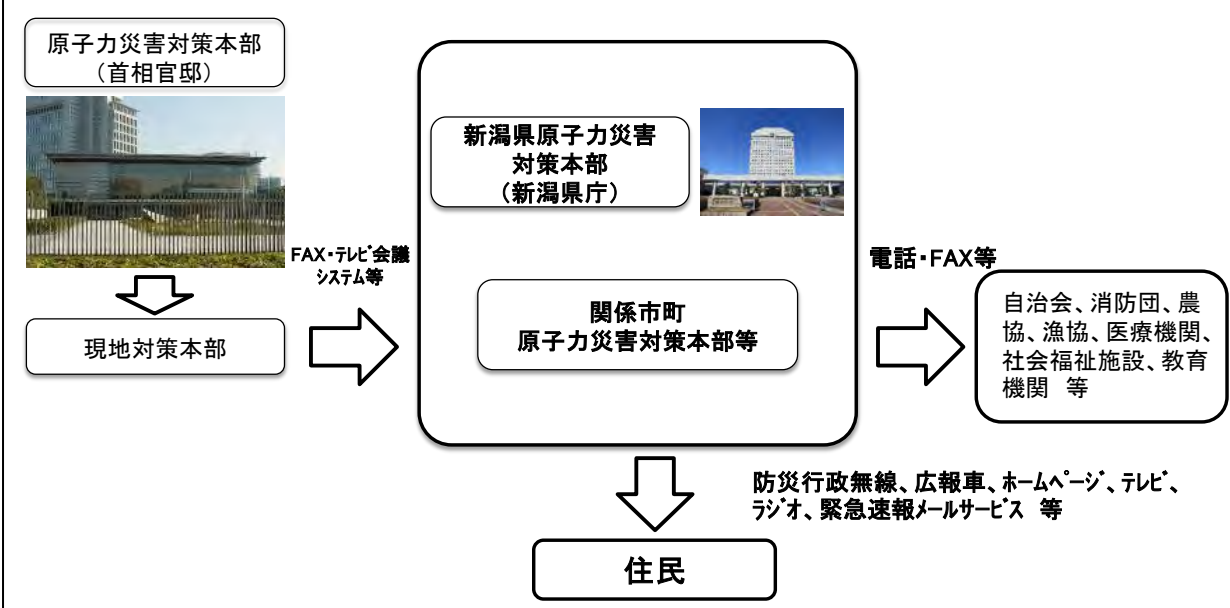 原子力災害対策本部
（首相官邸）
現地対策本部
FAX・ﾃﾚﾋﾞ会議
ｼｽﾃﾑ等
新潟県原子力災害
対策本部
（新潟県庁）
関係市町
原子力災害対策本部等
電話・FAX等
自治会、消防団、農
協、漁協、医療機関、
社会福祉施設、教育
機関　等
防災行政無線、広報車、ﾎｰﾑﾍﾟｰｼﾞ、ﾃﾚﾋﾞ、
ﾗｼﾞｵ、緊急速報ﾒｰﾙｻｰﾋﾞｽ　等
住民